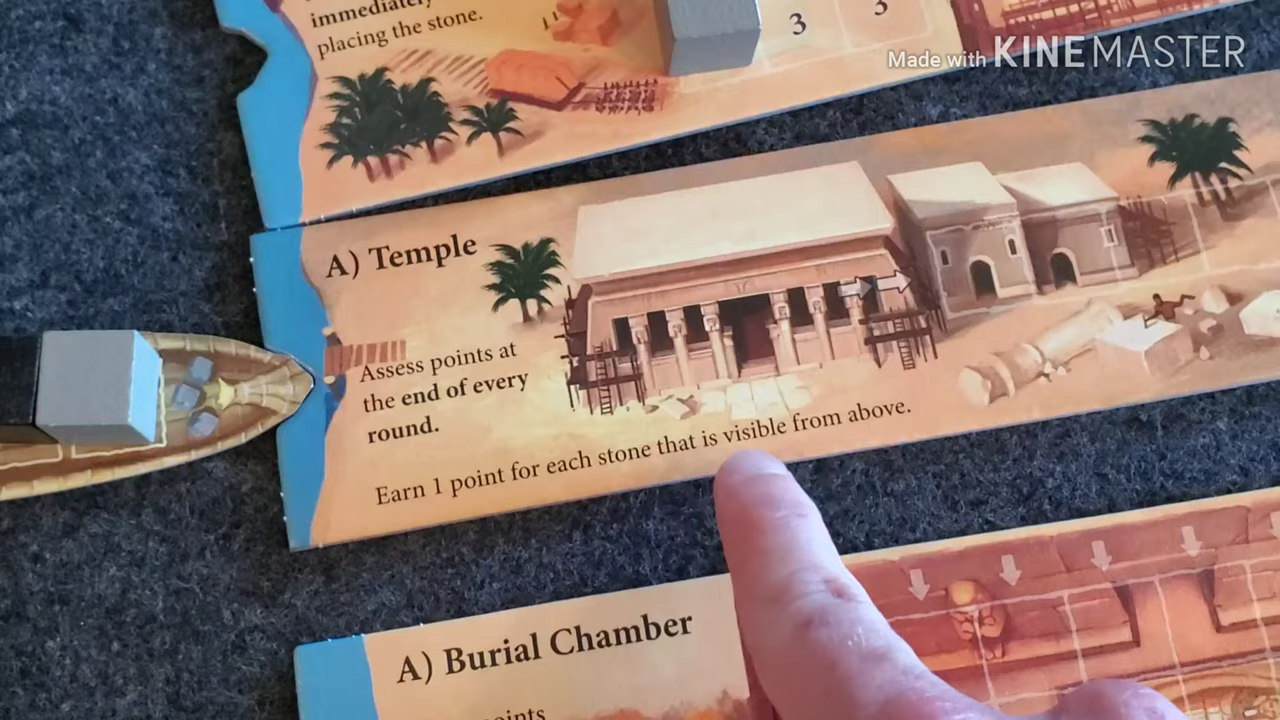 immediately
placing the stone.
3
3
Made with KINEMASTER
A) Temple
Assess points at
the end of every
round.
Earn 1 point for each stone that is visible from above.
A) Burial Chamber
points